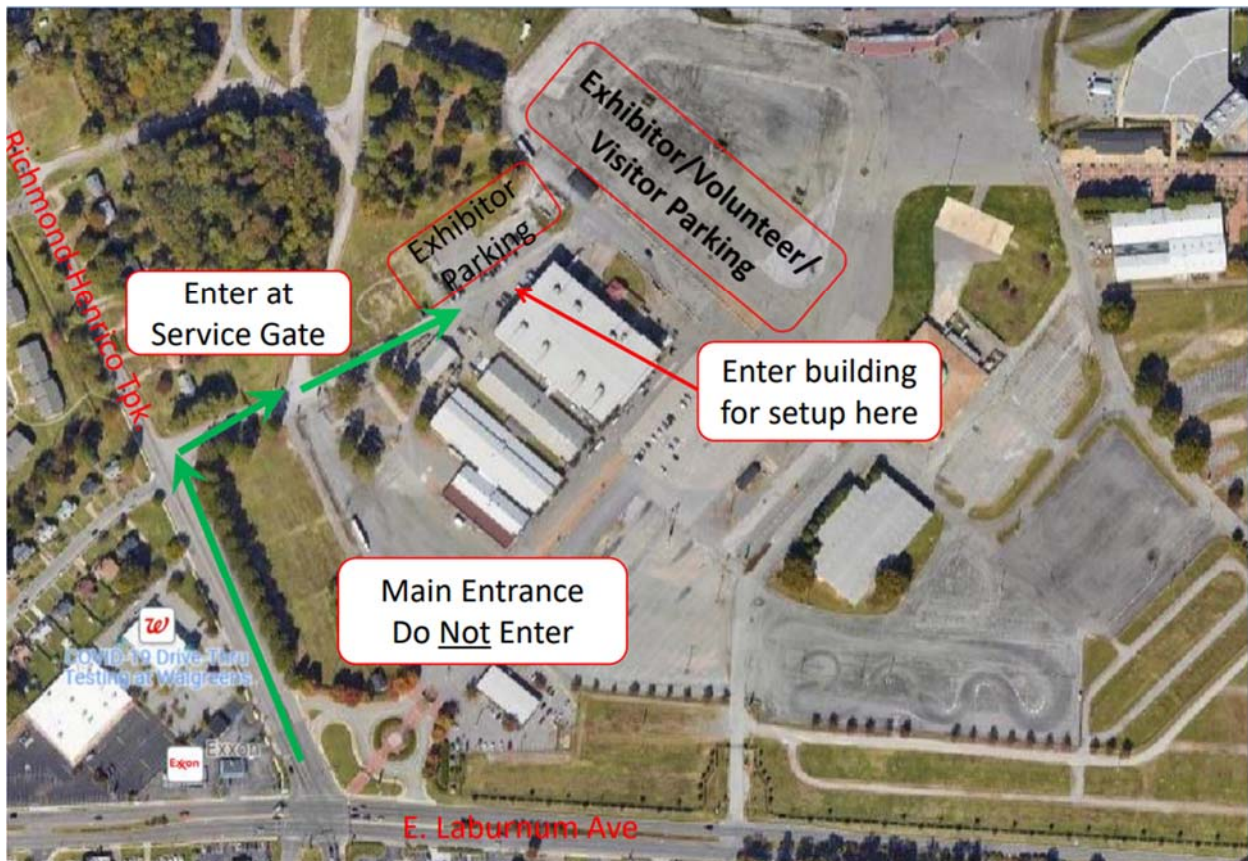 Exhibitor/Volunteer/
Visitor Parking
Richmond-Henrico Tpk
Exhibitor
Parking
Enter at
Service Gate
Enter building
for setup here
Main Entrance
Do Not Enter
W
COVID-19 Drive-Thru
Testing at Walgreens
Exxon
Exxon
E. Laburnum Ave